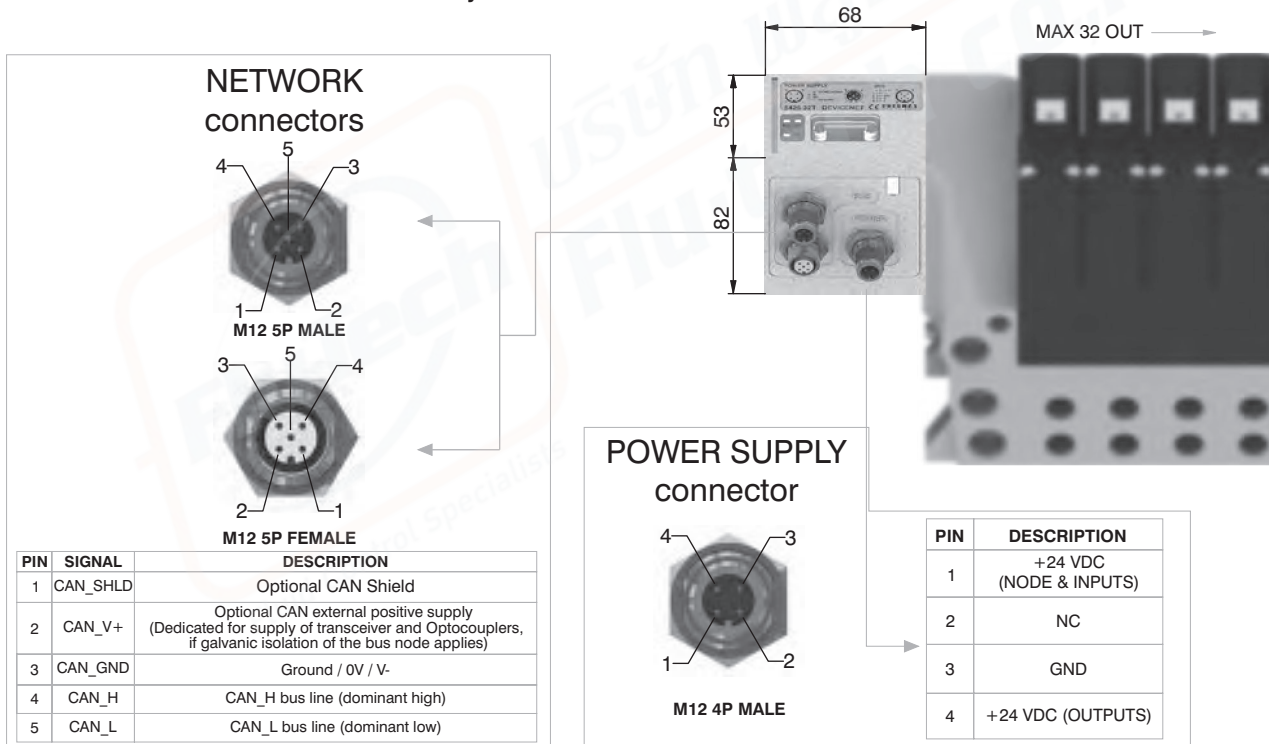 68
MAX 32 OUT
53
82
POWER SUPPLY
DEVICENET
NETWORK
connectors
5
4
3
1
2
M12 5P MALE
5
3
4
2
1
M12 5P FEMALE
PIN SIGNAL DESCRIPTION
1 CAN_SHLD Optional CAN Shield
2 CAN_V+ Optional CAN external positive supply
(Dedicated for supply of transceiver and Optocouplers,
if galvanic isolation of the bus node applies)
3 CAN_GND Ground / 0V / V-
4 CAN_H CAN_H bus line (dominant high)
5 CAN_L CAN_L bus line (dominant low)
POWER SUPPLY
connector
4
3
1
2
M12 4P MALE
PIN DESCRIPTION
1 +24 VDC
(NODE & INPUTS)
2 NC
3 GND
4 +24 VDC (OUTPUTS)